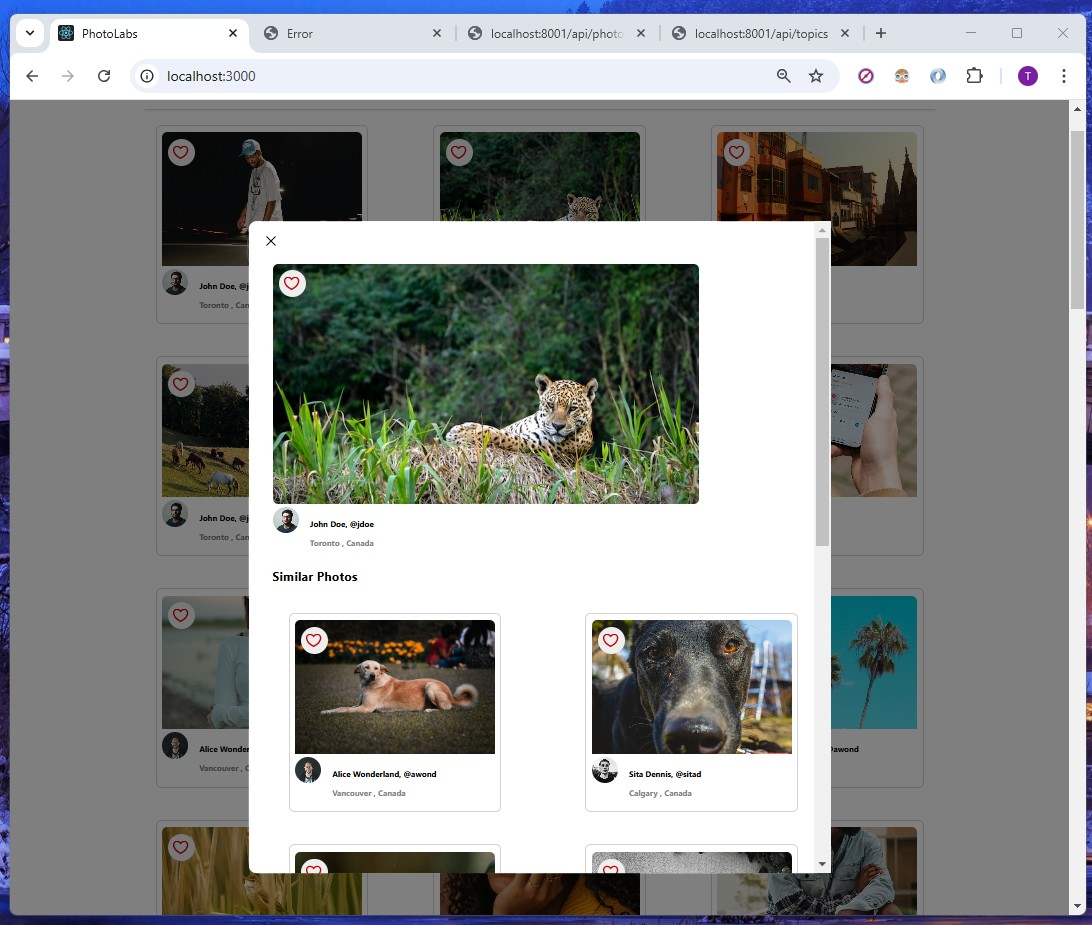 PhotoLabs
Error
localhost:8001/api/photo
localhost:8001/api/topics
localhost:3000
T
John Doe, @j
Toronto , Can
John Doe, @jdoe
Toronto , Canada
Similar Photos
John Doe, @j
Toronto , Can
Alice Wonderland, @awond
Vancouver , Canada
Sita Dennis, @sitad
Calgary , Canada
Alice Wonder
Vancouver , C
awond